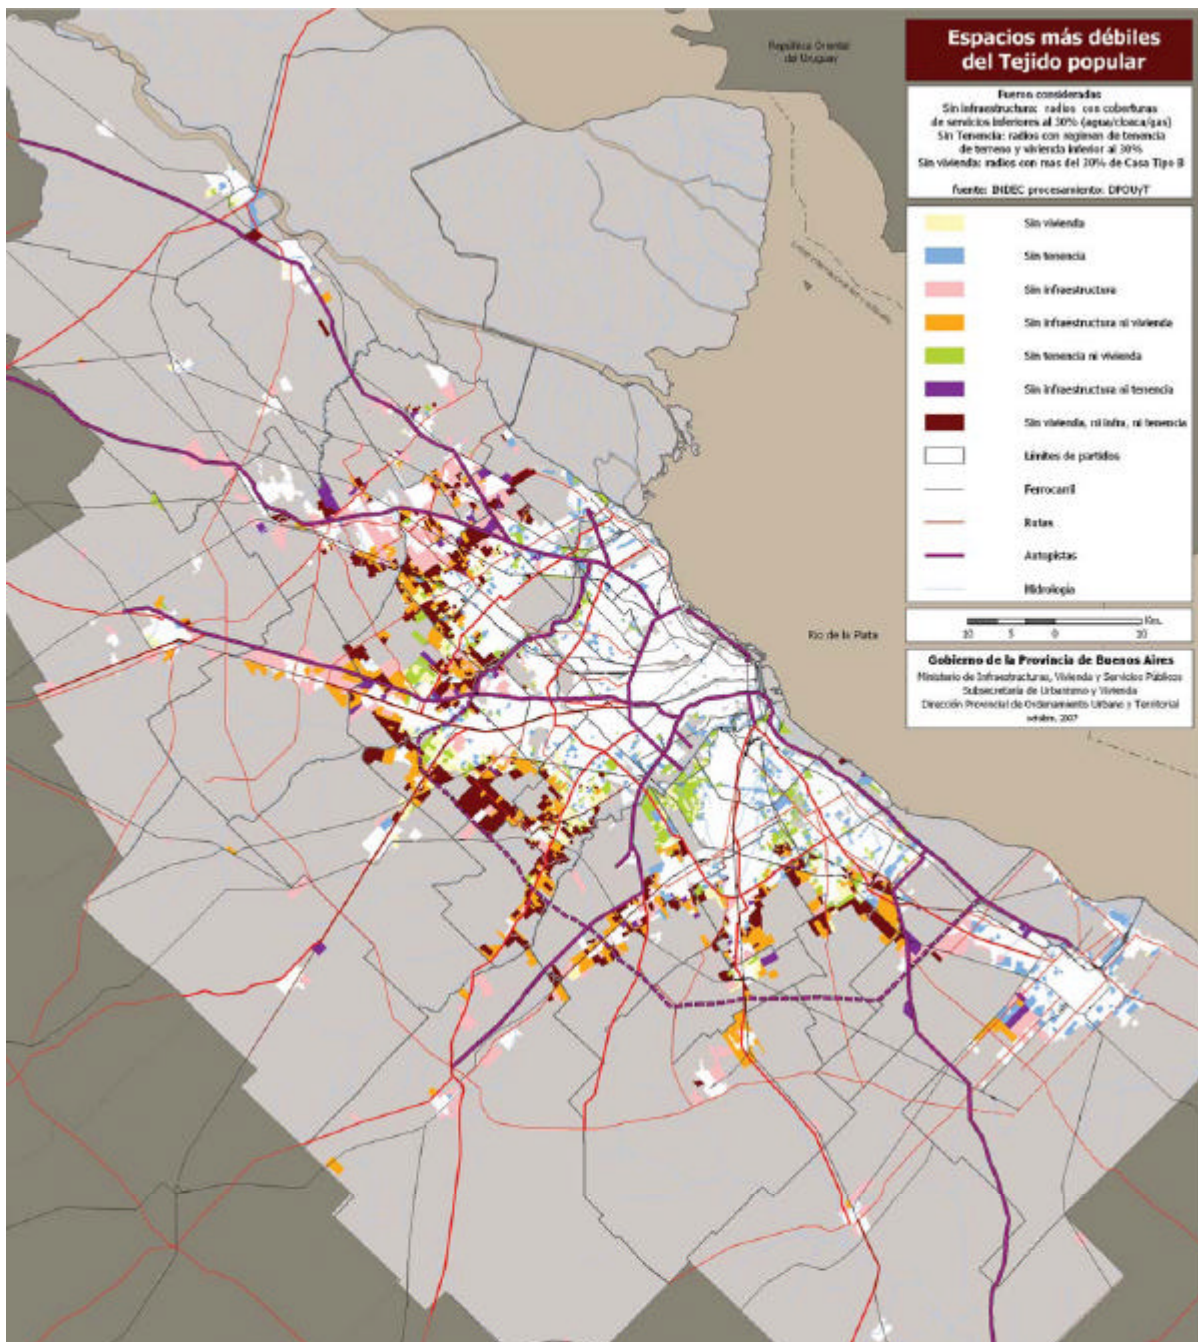 República Oriental
del Uruguay
Espacios más débiles
del Tejido popular
Fueron consideradas
Sin infraestructura: radios con coberturas
de servicios inferiores al 30% (agua/cloaca/gas)
Sin Tenencia: radios con regimen de tenencia
de terreno y vivienda inferior al 30%
Sin vivienda: radios con mas del 30% de Casa Tipo B
fuente: INDEC procesamiento: DPOUyT
Sin vivienda
Sin tenencia
Sin infraestructura
Sin infraestructura ni vivienda
Sin tenencia ni vivienda
Sin infraestructura ni tenencia
Sin vivienda, ni infra, ni tenencia
Límites de partidos
Ferrocarril
Rutas
Autopistas
Hidrología
Km.
10 5 0 10
Río de la Plata
Gobierno de la Provincia de Buenos Aires
Ministerio de Infraestructuras, Vivienda y Servicios Públicos
Subsecretaría de Urbanismo y Vivienda
Dirección Provincial de Ordenamiento Urbano y Territorial
octubre, 2007